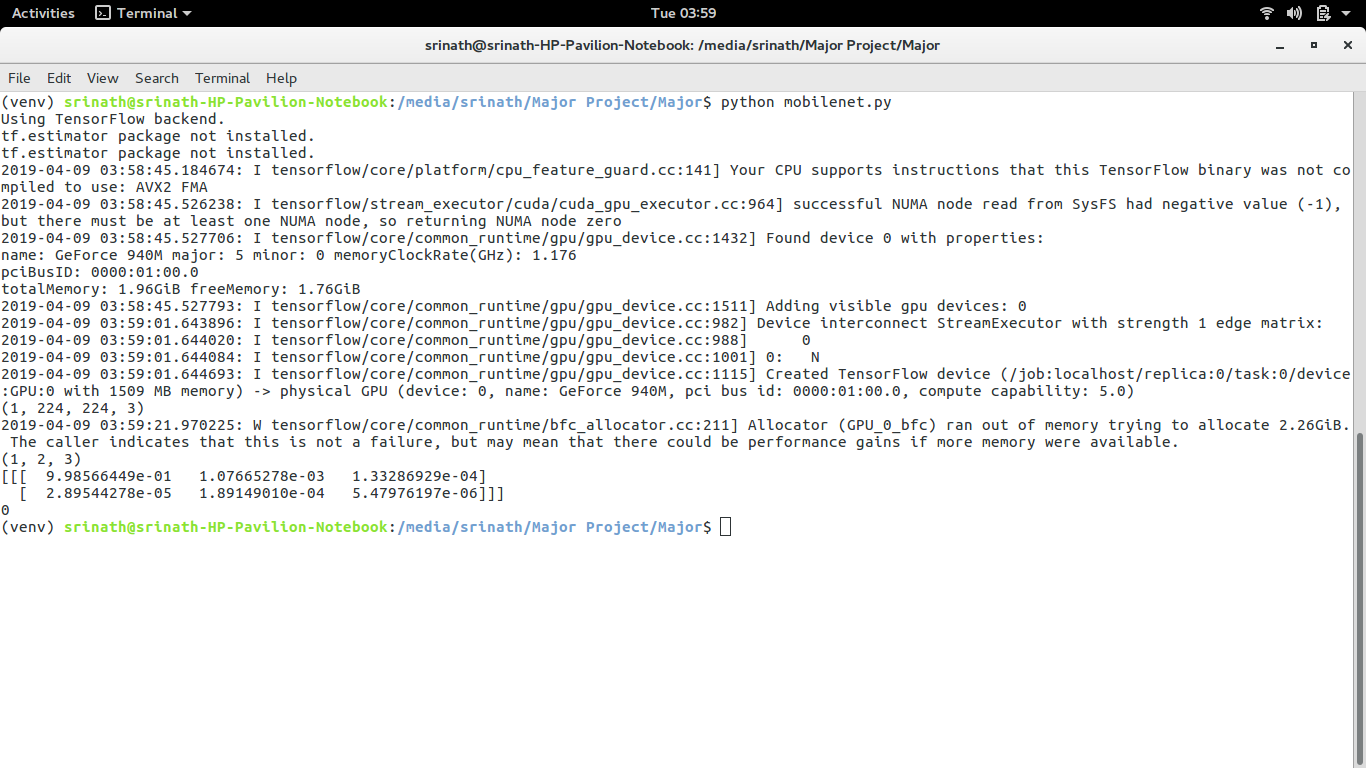 Activities Terminal Tue 03:59
srinath@srinath-HP-Pavilion-Notebook: /media/srinath/Major Project/Major
File Edit View Search Terminal Help
(venv) srinath@srinath-HP-Pavilion-Notebook:/media/srinath/Major Project/Major$ python mobilenet.py
Using TensorFlow backend.
tf.estimator package not installed.
tf.estimator package not installed.
2019-04-09 03:58:45.184674: I tensorflow/core/platform/cpu_feature_guard.cc:141] Your CPU supports instructions that this TensorFlow binary was not co
mpiled to use: AVX2 FMA
2019-04-09 03:58:45.526238: I tensorflow/stream_executor/cuda/cuda_gpu_executor.cc:964] successful NUMA node read from SysFS had negative value (-1),
but there must be at least one NUMA node, so returning NUMA node zero
2019-04-09 03:58:45.527706: I tensorflow/core/common_runtime/gpu/gpu_device.cc:1432] Found device 0 with properties:
name: GeForce 940M major: 5 minor: 0 memoryClockRate(GHz): 1.176
pciBusID: 0000:01:00.0
totalMemory: 1.96GiB freeMemory: 1.76GiB
2019-04-09 03:58:45.527793: I tensorflow/core/common_runtime/gpu/gpu_device.cc:1511] Adding visible gpu devices: 0
2019-04-09 03:59:01.643896: I tensorflow/core/common_runtime/gpu/gpu_device.cc:982] Device interconnect StreamExecutor with strength 1 edge matrix:
2019-04-09 03:59:01.644020: I tensorflow/core/common_runtime/gpu/gpu_device.cc:988]      0
2019-04-09 03:59:01.644084: I tensorflow/core/common_runtime/gpu/gpu_device.cc:1001] 0:   N
2019-04-09 03:59:01.644693: I tensorflow/core/common_runtime/gpu/gpu_device.cc:1115] Created TensorFlow device (/job:localhost/replica:0/task:0/device
:GPU:0 with 1509 MB memory) -> physical GPU (device: 0, name: GeForce 940M, pci bus id: 0000:01:00.0, compute capability: 5.0)
(1, 224, 224, 3)
2019-04-09 03:59:21.970225: W tensorflow/core/common_runtime/bfc_allocator.cc:211] Allocator (GPU_0_bfc) ran out of memory trying to allocate 2.26GiB.
 The caller indicates that this is not a failure, but may mean that there could be performance gains if more memory were available.
(1, 2, 3)
[[[  9.98566449e-01   1.07665278e-03   1.33286929e-04]
  [  2.89544278e-05   1.89149010e-04   5.47976197e-06]]]
0
(venv) srinath@srinath-HP-Pavilion-Notebook:/media/srinath/Major Project/Major$